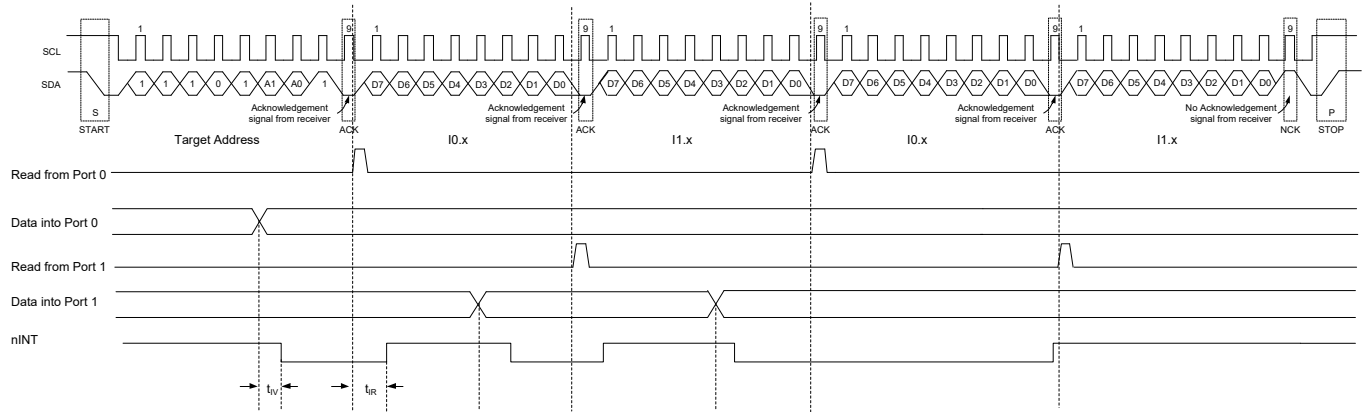 1 9 1 9 1 9 1 9 1 9
SCL
SDA 1 1 1 0 1 A1 A0 1 D7 D6 D5 D4 D3 D2 D1 D0 D7 D6 D5 D4 D3 D2 D1 D0 D7 D6 D5 D4 D3 D2 D1 D0 D7 D6 D5 D4 D3 D2 D1 D0
S Acknowledgement Acknowledgement Acknowledgement Acknowledgement No Acknowledgement P
signal from receiver signal from receiver signal from receiver signal from receiver signal from receiver
START ACK ACK ACK ACK NCK STOP
Target Address I0.x I1.x I0.x I1.x
Read from Port 0
Data into Port 0
Read from Port 1
Data into Port 1
nINT
tIV tIR